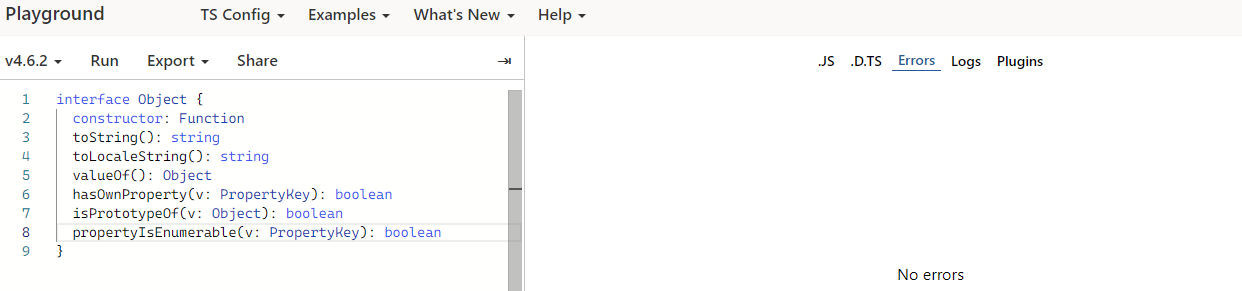 Playground TS Config Examples What's New Help
v4.6.2 Run Export Share
.JS .D.TS Errors Logs Plugins
1 interface Object {
2 constructor: Function
3 toString(): string
4 toLocaleString(): string
5 valueOf(): Object
6 hasOwnProperty(v: PropertyKey): boolean
7 isPrototypeOf(v: Object): boolean
8 propertyIsEnumerable(v: PropertyKey): boolean
9 }
No errors